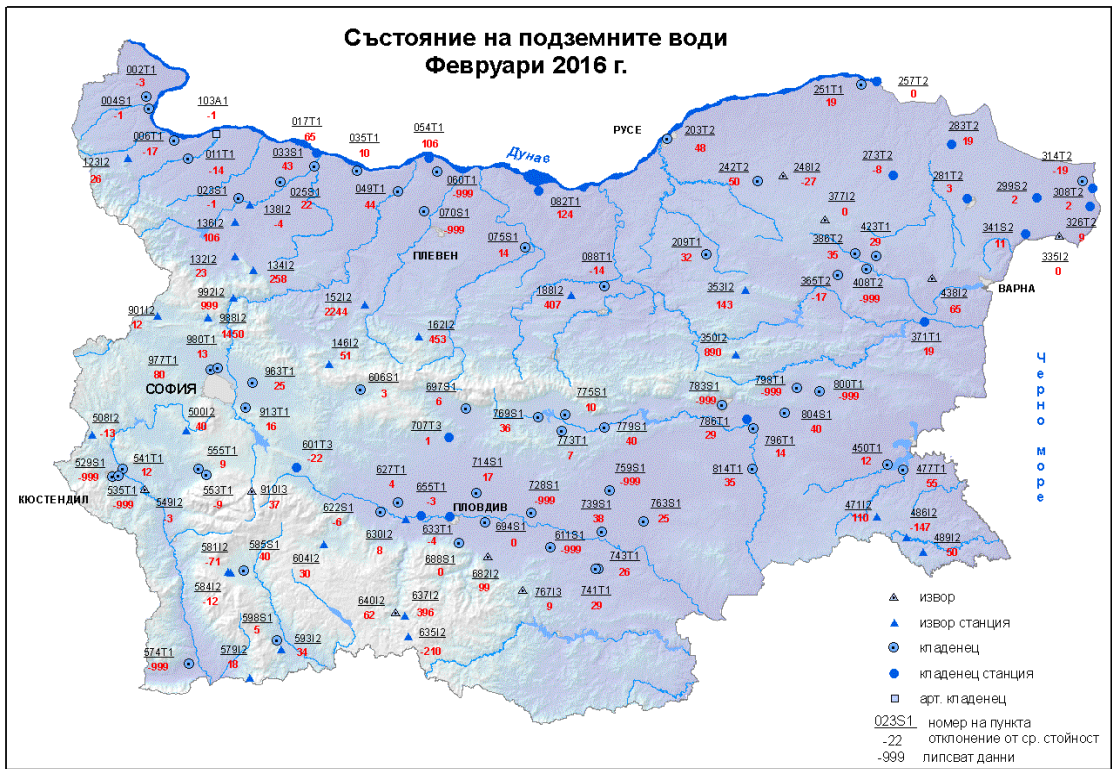 Състояние на подземните води
Февруари 2016 г.
002T1
-3
004S1
-1
103A1
-1
006T1
-17
011T1
-14
017T1
65
035T1
10
054T1
106
РУСЕ
Дунав
203T2
48
251T1
19
257T2
0
283T2
19
123I2
26
033S1
43
025S1
22
023S1
-1
138I2
-4
049T1
44
060T1
-999
070S1
-999
082T1
124
242T2
50
248I2
-27
273T2
-8
281T2
3
299S2
2
314T2
-19
308T2
2
326T2
9
136I2
106
377I2
0
423T1
29
386T2
35
341S2
11
335I2
0
ВАРНА
132I2
23
134I2
258
ПЛЕВЕН
075S1
14
088T1
-14
209T1
32
365T2
-17
408T2
-999
438I2
65
992I2
999
988I2
1450
901I2
12
152I2
2244
188I2
407
353I2
143
980T1
13
977T1
80
146I2
51
162I2
453
350I2
890
371T1
19
СОФИЯ
963T1
25
606S1
3
697S1
6
775S1
10
783S1
-999
798T1
-999
800T1
-999
Черно море
508I2
-13
500I2
40
913T1
16
707T3
1
769S1
36
773T1
7
779S1
40
786T1
29
804S1
40
796T1
14
529S1
-999
541T1
12
555T1
9
601T3
-22
КЮСТЕНДИЛ
535T1
-999
549I2
3
553T1
-9
910I3
37
627T1
4
714S1
17
655T1
-3
728S1
-999
759S1
-999
814T1
35
450T1
12
477T1
55
622S1
-6
ПЛОВДИВ
739S1
38
763S1
25
471I2
110
486I2
-147
489I2
50
581I2
-71
585S1
40
604I2
30
630I2
8
633T1
-4
694S1
0
611S1
-999
688S1
0
743T1
26
584I2
-12
682I2
99
741T1
29
598S1
5
640I2
62
637I2
396
767I3
9
574T1
-999
579I2
18
593I2
34
635I2
-210
извор
извор станция
кладенец
кладенец станция
арт. кладенец
023S1 номер на пункта
-22 отклонение от ср. стойност
-999 липсват данни